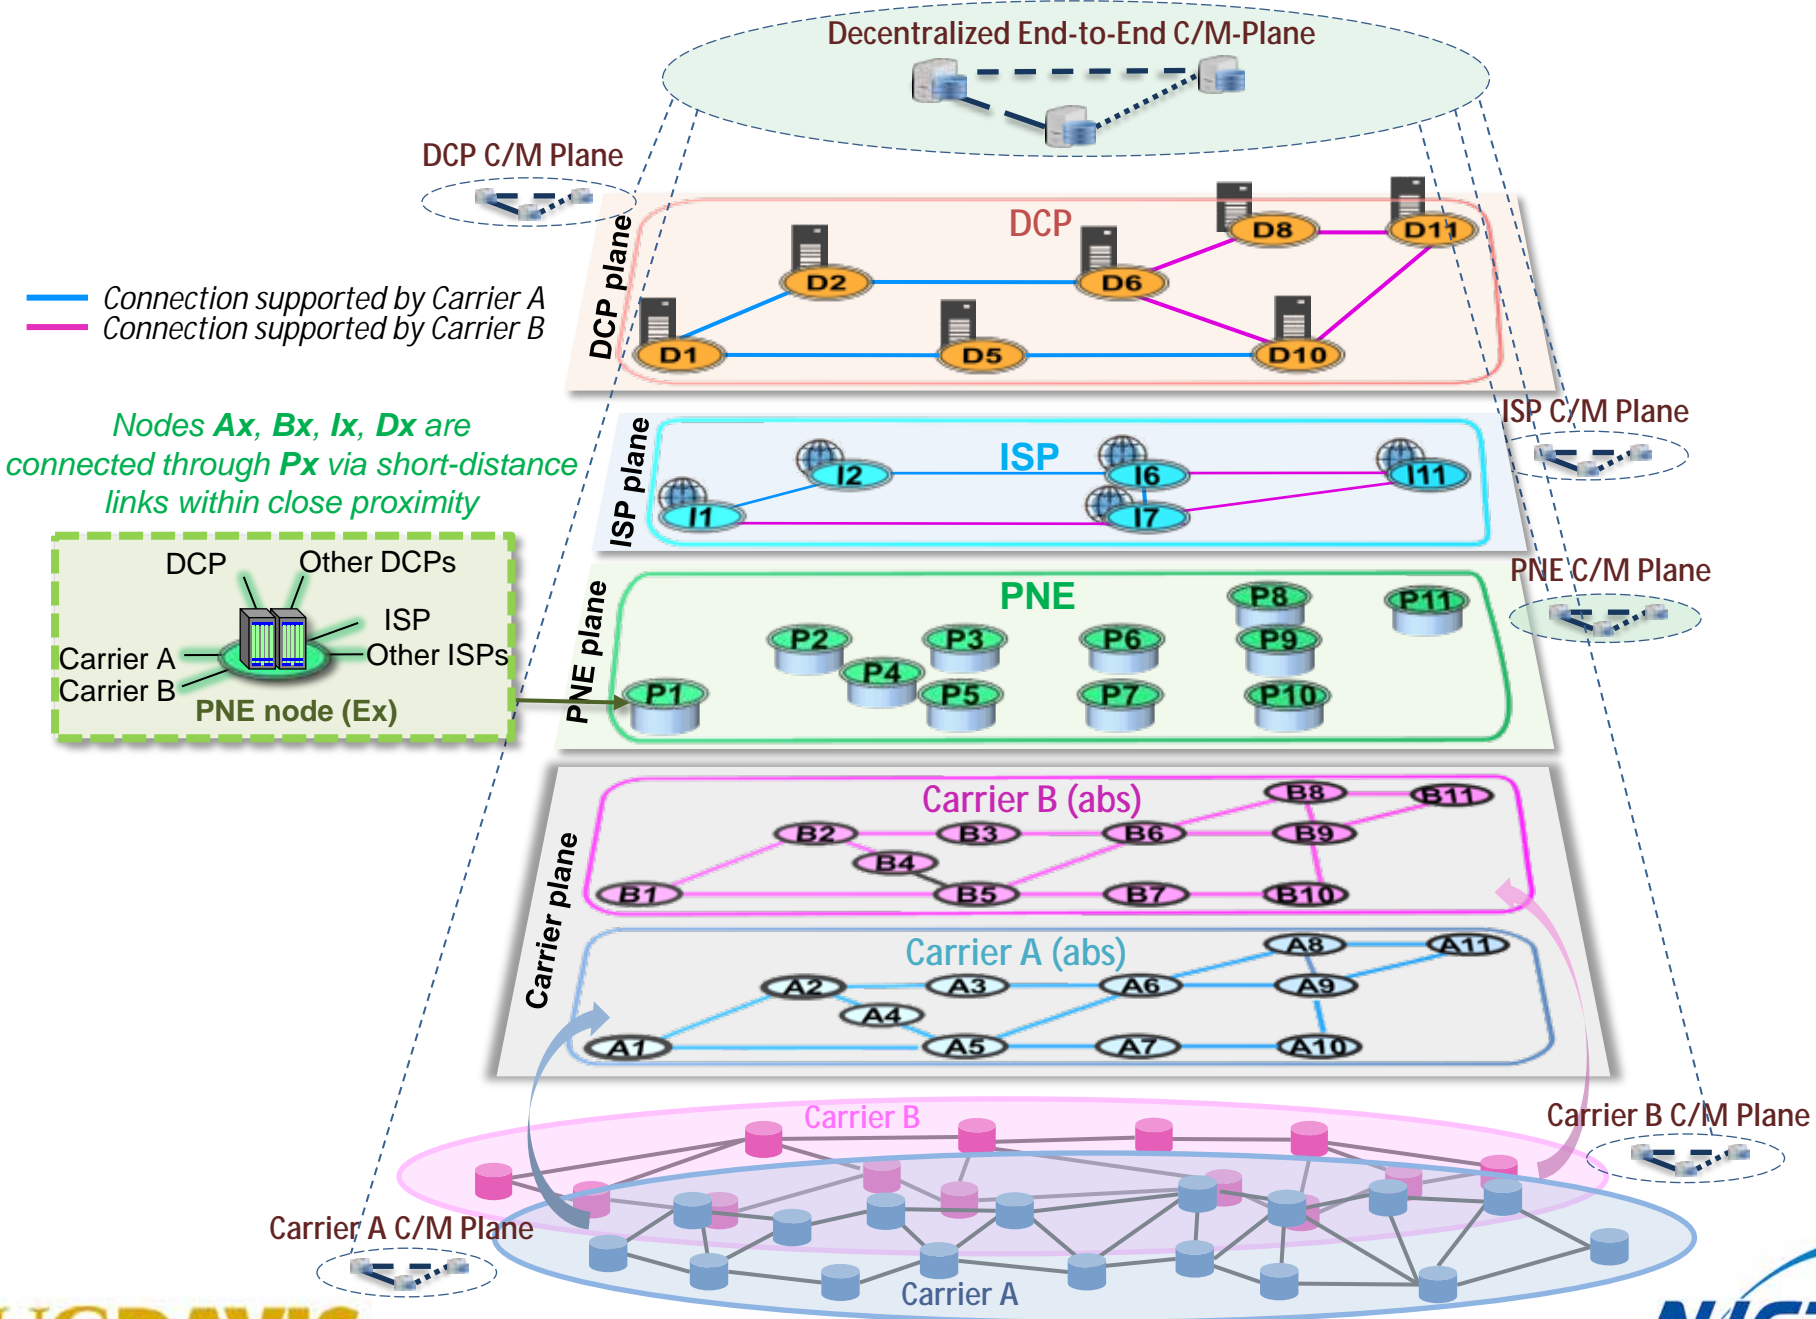 Decentralized End-to-End C/M-Plane
DCP C/M Plane
DCP
DCP plane
D8
D11
D2
D6
D1
D5
D10
Connection supported by Carrier A
Connection supported by Carrier B
Nodes Ax, Bx, Ix, Dx are
connected through Px via short-distance
links within close proximity
ISP C/M Plane
ISP plane
ISP
I2
I6
I11
I1
I7
DCP
Other DCPs
ISP
Carrier A
Other ISPs
Carrier B
PNE node (Ex)
PNE C/M Plane
PNE plane
PNE
P8
P11
P2
P3
P6
P9
P4
P1
P5
P7
P10
Carrier plane
Carrier B (abs)
B8
B11
B2
B3
B6
B9
B4
B1
B5
B7
B10
Carrier A (abs)
A8
A11
A2
A3
A6
A9
A4
A1
A5
A7
A10
Carrier B
Carrier B C/M Plane
Carrier A C/M Plane
Carrier A